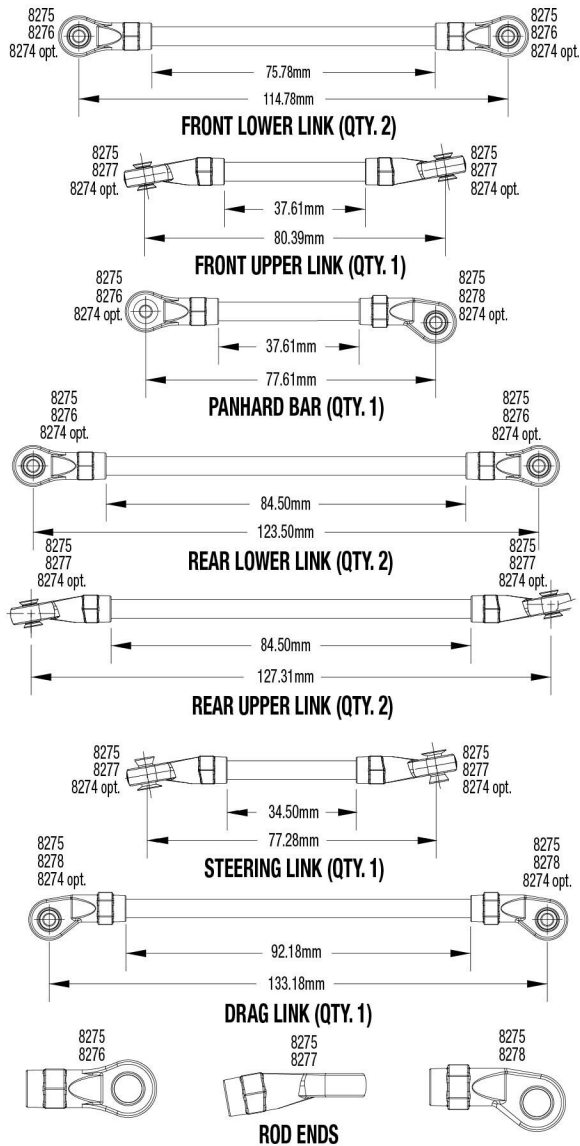 8275
8276
8274 opt.
8275
8276
8274 opt.
75.78mm
114.78mm
FRONT LOWER LINK (QTY. 2)
8275
8277
8274 opt.
8275
8277
8274 opt.
37.61mm
80.39mm
FRONT UPPER LINK (QTY. 1)
8275
8276
8274 opt.
8275
8278
8274 opt.
37.61mm
77.61mm
PANHARD BAR (QTY. 1)
8275
8276
8274 opt.
8275
8276
8274 opt.
84.50mm
123.50mm
REAR LOWER LINK (QTY. 2)
8275
8277
8274 opt.
8275
8277
8274 opt.
84.50mm
127.31mm
REAR UPPER LINK (QTY. 2)
8275
8277
8274 opt.
8275
8277
8274 opt.
34.50mm
77.28mm
STEERING LINK (QTY. 1)
8275
8278
8274 opt.
8275
8278
8274 opt.
92.18mm
133.18mm
DRAG LINK (QTY. 1)
8275
8276
8275
8277
8275
8278
ROD ENDS